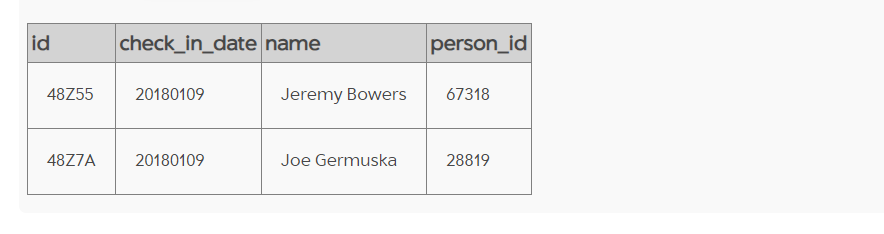 id check_in_date name person_id
48Z55 20180109 Jeremy Bowers 67318
48Z7A 20180109 Joe Germuska 28819